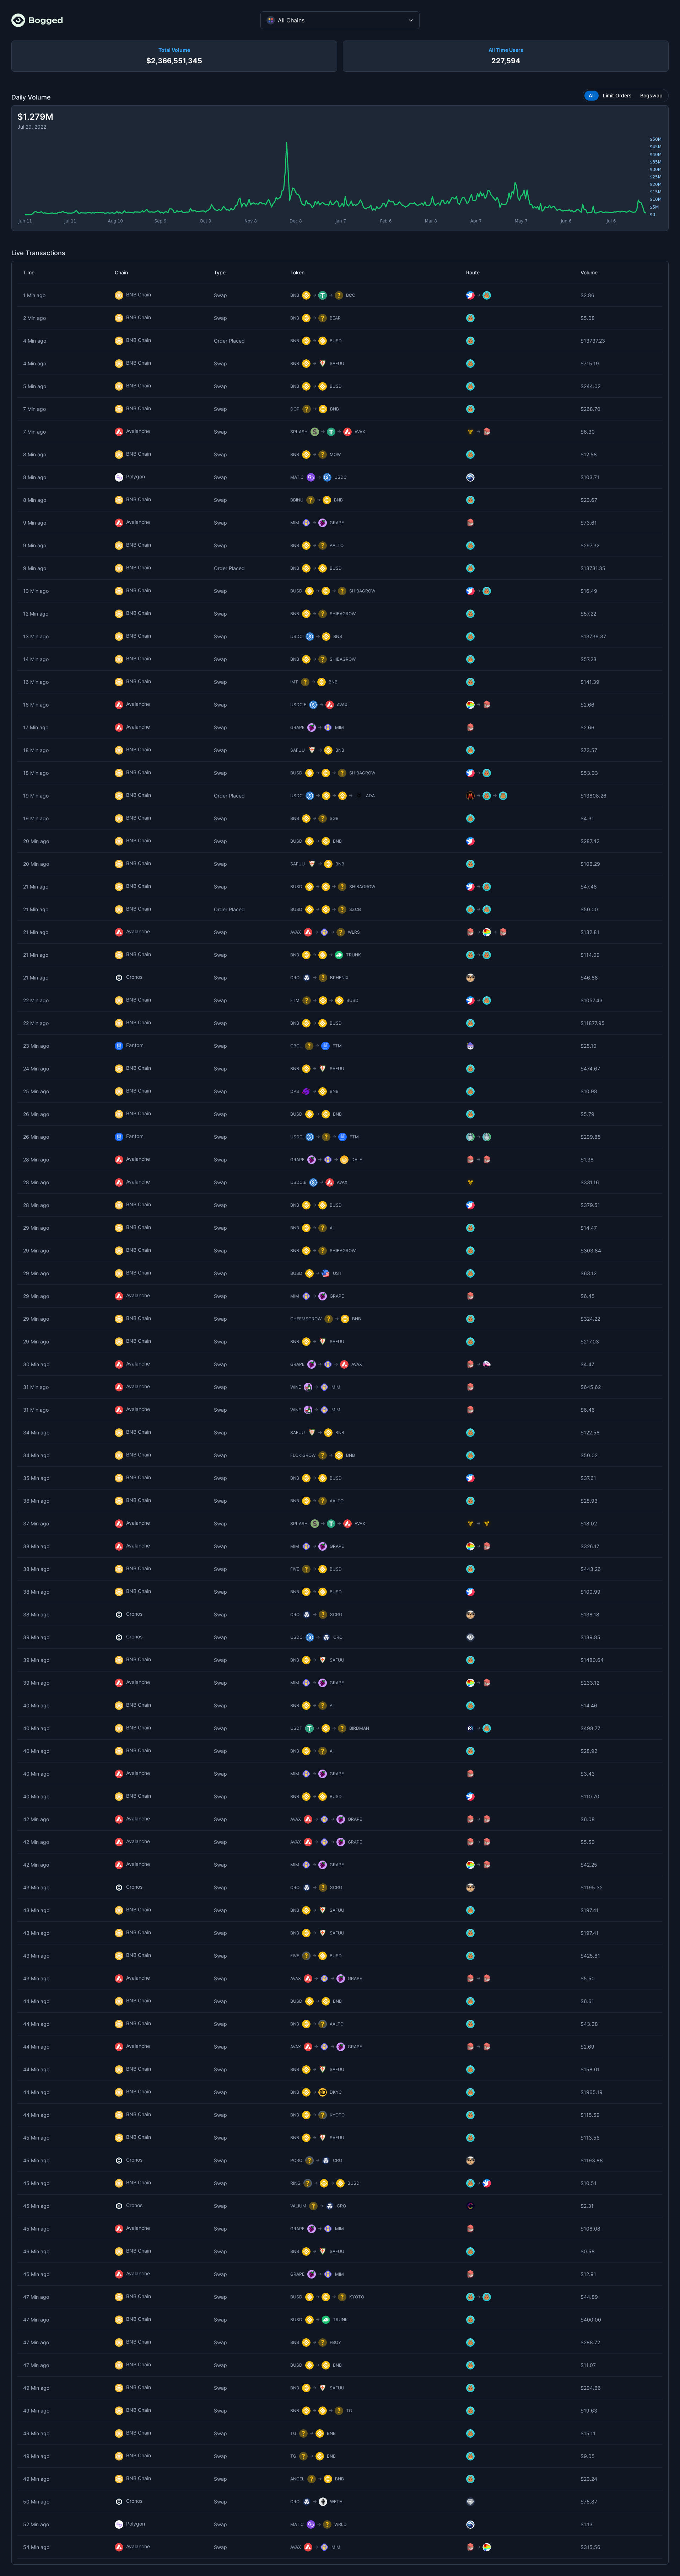 Bogged
All Chains
Total Volume
$2,366,551,345
All Time Users
227,594
Daily Volume
All Limit Orders Bogswap
$1.279M
Jul 29, 2022
$50M
$45M
$40M
$35M
$30M
$25M
$20M
$15M
$10M
$5M
$0
Jun 11 Jul 11 Aug 10 Sep 9 Oct 9 Nov 8 Dec 8 Jan 7 Feb 6 Mar 8 Apr 7 May 7 Jun 6 Jul 6
Live Transactions
Time Chain Type Token Route Volume
1 Min ago BNB Chain Swap BNB → → BCC → $2.86
2 Min ago BNB Chain Swap BNB → BEAR $5.08
4 Min ago BNB Chain Order Placed BNB → BUSD $13737.23
4 Min ago BNB Chain Swap BNB → SAFUU $715.19
5 Min ago BNB Chain Swap BNB → BUSD $244.02
7 Min ago BNB Chain Swap DOF → BNB $268.70
7 Min ago Avalanche Swap SPLASH → → AVAX → $8.30
8 Min ago BNB Chain Swap BNB → MDW $12.58
8 Min ago Polygon Swap MATIC → USDC $103.71
8 Min ago BNB Chain Swap BBINU → BNB $20.67
9 Min ago Avalanche Swap MIM → GRAPE $73.61
9 Min ago BNB Chain Swap BNB → AALTO $297.32
9 Min ago BNB Chain Order Placed BNB → BUSD $13731.35
10 Min ago BNB Chain Swap BUSD → → SHIBAGROW → $16.49
12 Min ago BNB Chain Swap BNB → SHIBAGROW $57.22
13 Min ago BNB Chain Swap USDC → BNB $13736.37
14 Min ago BNB Chain Swap BNB → SHIBAGROW $57.23
16 Min ago BNB Chain Swap → BNB $141.39
16 Min ago Avalanche Swap USDC.E → AVAX → $2.66
17 Min ago Avalanche Swap GRAPE → MIM $2.66
18 Min ago BNB Chain Swap SAFUU → BNB $73.57
18 Min ago BNB Chain Swap BUSD → → SHIBAGROW → $53.03
19 Min ago BNB Chain Order Placed USDC → → → ADA → → $13808.28
19 Min ago BNB Chain Swap BNB → SGB $4.31
20 Min ago BNB Chain Swap BUSD → BNB $287.42
20 Min ago BNB Chain Swap SAFUU → BNB $106.29
21 Min ago BNB Chain Swap BUSD → → SHIBAGROW → $47.46
21 Min ago BNB Chain Order Placed BUSD → → SZCB → $50.00
21 Min ago Avalanche Swap AVAX → → WLRS → → $132.81
21 Min ago BNB Chain Swap BNB → → TRUNK → $114.09
21 Min ago Cronos Swap CRO → BPHENIX $46.88
22 Min ago BNB Chain Swap FTM → → BUSD → $1057.43
22 Min ago BNB Chain Swap BNB → BUSD $11877.95
23 Min ago Fantom Swap OBOL → FTM $25.10
24 Min ago BNB Chain Swap BNB → SAFUU $474.67
25 Min ago BNB Chain Swap DPS → BNB $10.98
26 Min ago BNB Chain Swap BUSD → BNB $5.79
26 Min ago Fantom Swap USDC → → FTM → $299.85
28 Min ago Avalanche Swap GRAPE → → DALE → $1.38
28 Min ago Avalanche Swap USDC.E → AVAX $331.16
28 Min ago BNB Chain Swap BNB → BUSD $379.51
29 Min ago BNB Chain Swap BNB → AI $14.47
29 Min ago BNB Chain Swap BNB → SHIBAGROW $303.84
29 Min ago BNB Chain Swap BUSD → UST $63.12
29 Min ago Avalanche Swap MIM → GRAPE $6.45
29 Min ago BNB Chain Swap CHEEMSGROW → BNB $324.22
29 Min ago BNB Chain Swap BNB → SAFUU $217.03
30 Min ago Avalanche Swap GRAPE → → AVAX → $4.47
31 Min ago Avalanche Swap WINE → MIM $645.62
31 Min ago Avalanche Swap WINE → MIM $6.46
34 Min ago BNB Chain Swap SAFUU → BNB $122.58
34 Min ago BNB Chain Swap FLOKIGROW → BNB $50.02
35 Min ago BNB Chain Swap BNB → BUSD $37.61
36 Min ago BNB Chain Swap BNB → AALTO $28.93
37 Min ago Avalanche Swap SPLASH → → AVAX → $18.02
38 Min ago Avalanche Swap MIM → GRAPE → $326.17
38 Min ago BNB Chain Swap FIVE → BUSD $443.26
38 Min ago BNB Chain Swap BNB → BUSD $100.99
38 Min ago Cronos Swap CRO → SCRO $138.18
39 Min ago Cronos Swap USDC → CRO $139.85
39 Min ago BNB Chain Swap BNB → SAFUU $1480.64
39 Min ago Avalanche Swap MIM → GRAPE → $233.12
40 Min ago BNB Chain Swap BNB → AI $14.46
40 Min ago BNB Chain Swap USDT → → BIRDMAN → $498.77
40 Min ago BNB Chain Swap BNB → AI $28.92
40 Min ago Avalanche Swap MIM → GRAPE $3.43
40 Min ago BNB Chain Swap BNB → BUSD $110.70
42 Min ago Avalanche Swap AVAX → → GRAPE → $6.08
42 Min ago Avalanche Swap AVAX → → GRAPE → $5.50
42 Min ago Avalanche Swap MIM → GRAPE → $42.25
43 Min ago Cronos Swap CRO → SCRO $1195.32
43 Min ago BNB Chain Swap BNB → SAFUU $197.41
43 Min ago BNB Chain Swap BNB → SAFUU $197.41
43 Min ago BNB Chain Swap FIVE → BUSD $425.81
43 Min ago Avalanche Swap AVAX → → GRAPE → $5.50
44 Min ago BNB Chain Swap BUSD → BNB $6.61
44 Min ago BNB Chain Swap BNB → AALTO $43.38
44 Min ago Avalanche Swap AVAX → → GRAPE → $2.69
44 Min ago BNB Chain Swap BNB → SAFUU $158.01
44 Min ago BNB Chain Swap BNB → DKYC $1965.19
44 Min ago BNB Chain Swap BNB → KYOTO $115.59
45 Min ago BNB Chain Swap BNB → SAFUU $113.56
45 Min ago Cronos Swap PCRO → CRO $1193.88
45 Min ago BNB Chain Swap RING → → BUSD → $10.51
45 Min ago Cronos Swap VALIUM → CRO $2.31
45 Min ago Avalanche Swap GRAPE → MIM $108.08
46 Min ago BNB Chain Swap BNB → SAFUU $0.58
46 Min ago Avalanche Swap GRAPE → MIM $12.91
47 Min ago BNB Chain Swap BUSD → → KYOTO → $44.89
47 Min ago BNB Chain Swap BUSD → TRUNK $400.00
47 Min ago BNB Chain Swap BNB → FROY $288.72
47 Min ago BNB Chain Swap BUSD → BNB $11.07
49 Min ago BNB Chain Swap BNB → SAFUU $294.66
49 Min ago BNB Chain Swap BNB → → TG $19.63
49 Min ago BNB Chain Swap TG → BNB $15.11
49 Min ago BNB Chain Swap TG → BNB $9.05
49 Min ago BNB Chain Swap ANGEL → BNB $20.24
50 Min ago Cronos Swap CRO → WETH $75.87
52 Min ago Polygon Swap MATIC → WWLD $1.13
54 Min ago Avalanche Swap AVAX → MIM → $315.56